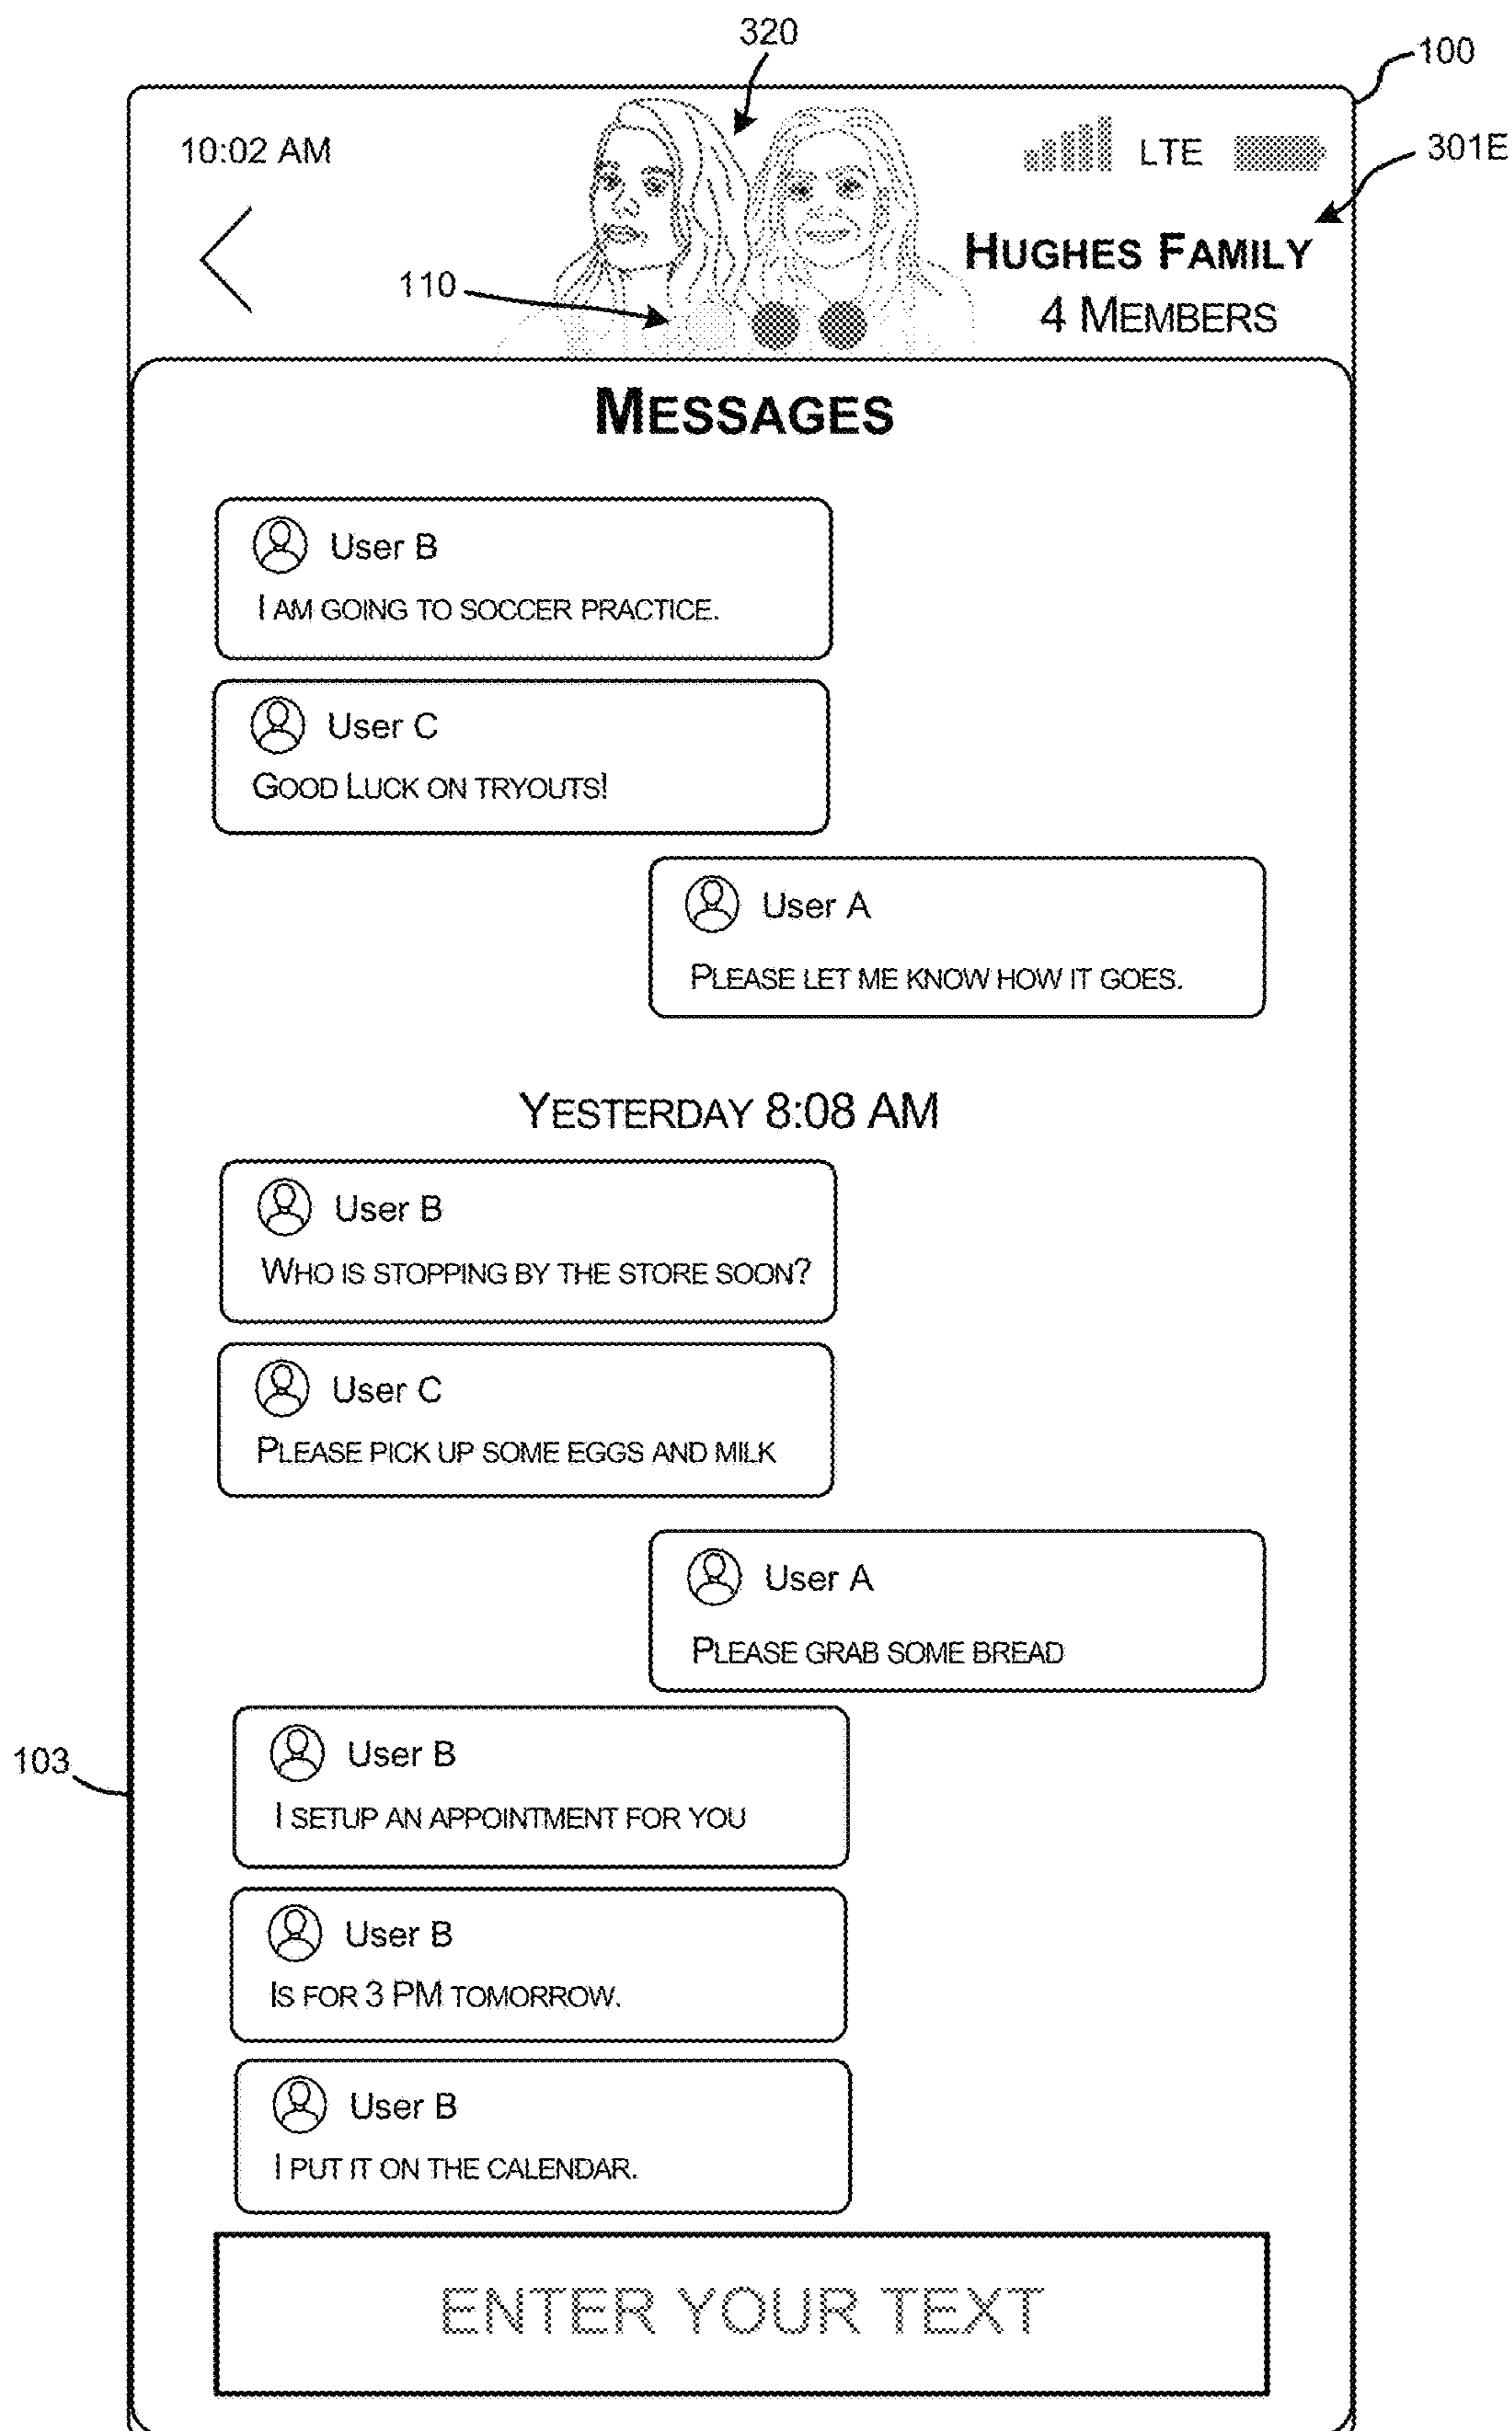 320
100
10:02 AM
LTE
301E
HUGHES FAMILY
110
4 MEMBERS
MESSAGES
User B
I AM GOING TO SOCCER PRACTICE.
User C
GOOD LUCK ON TRYOUTS!
User A
PLEASE LET ME KNOW HOW IT GOES.
YESTERDAY 8:08 AM
User B
WHO IS STOPPING BY THE STORE SOON?
User C
PLEASE PICK UP SOME EGGS AND MILK
User A
PLEASE GRAB SOME BREAD
103
User B
I SETUP AN APPOINTMENT FOR YOU
User B
IS FOR 3 PM TOMORROW.
User B
I PUT IT ON THE CALENDAR.
ENTER YOUR TEXT